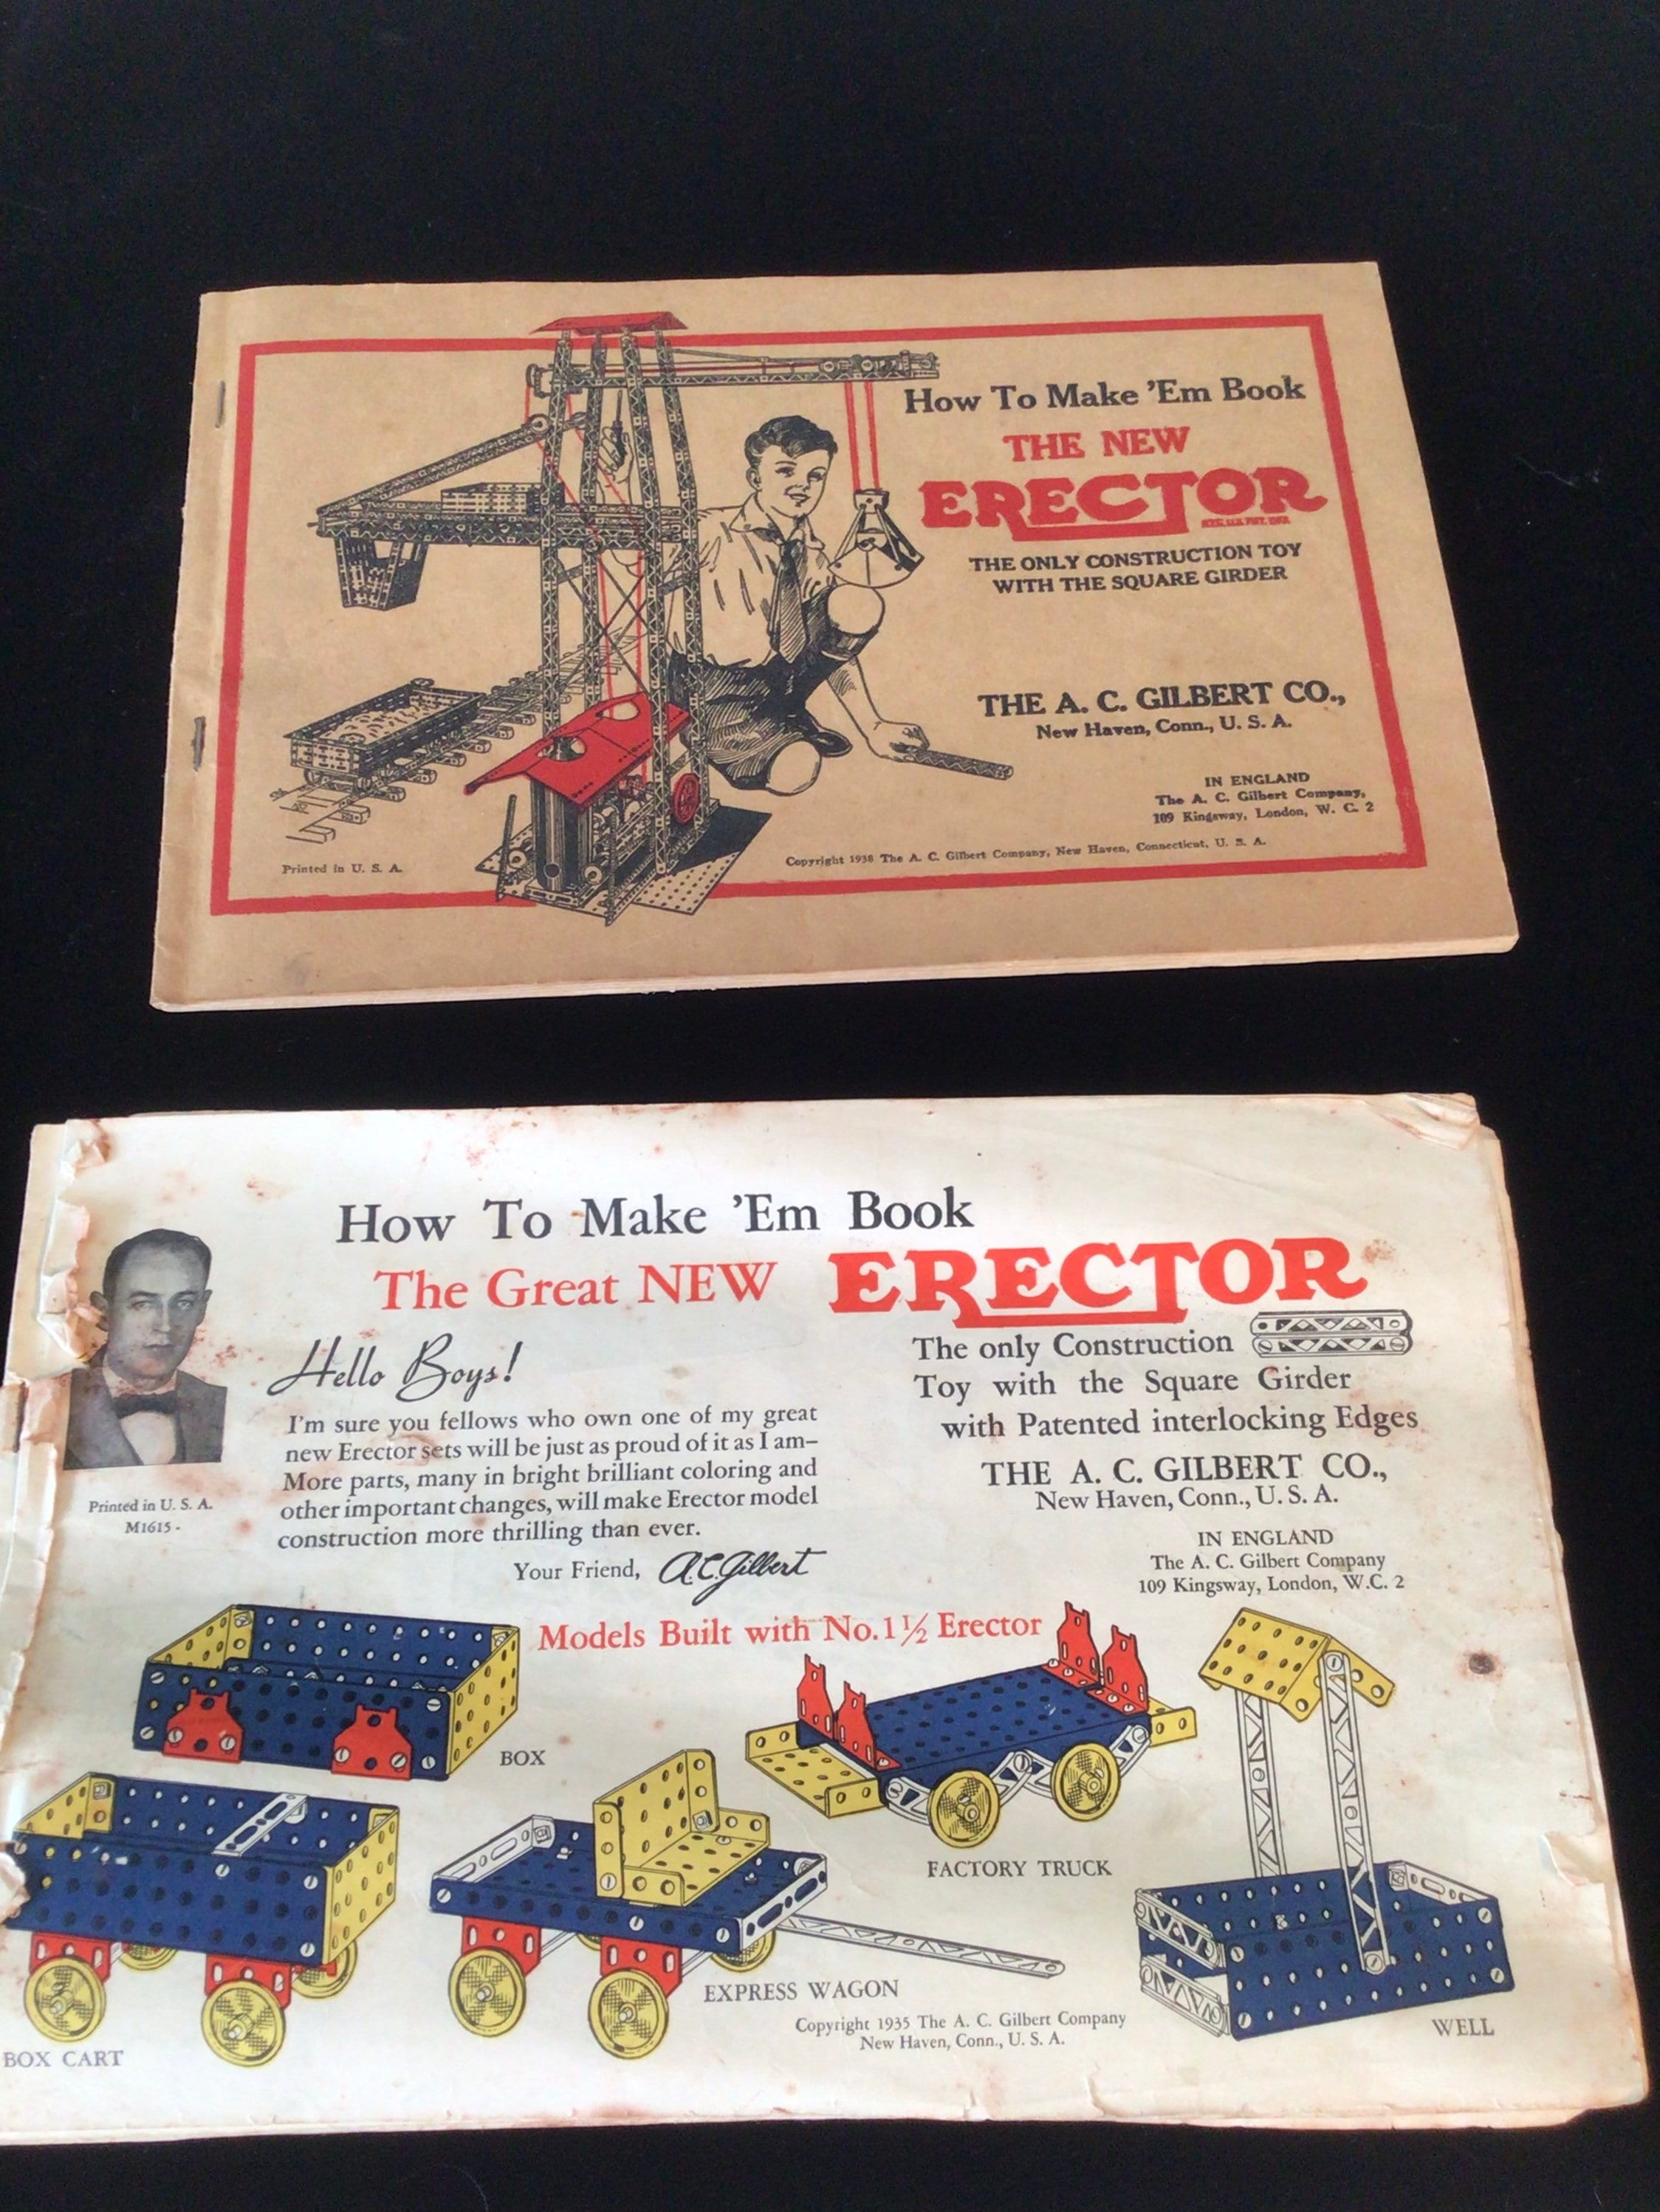 How To Make 'Em Book
THE NEW
ERECTOR
REG. U.S. PAT. OFF.
THE ONLY CONSTRUCTION TOY
WITH THE SQUARE GIRDER
THE A. C. GILBERT CO.,
New Haven, Conn., U. S. A.
IN ENGLAND
The A. C. Gilbert Company,
109 Kingsway, London, W. C. 2
Printed in U. S. A.
Copyright 1938 The A. C. Gilbert Company, New Haven, Connecticut, U. S. A.
How To Make 'Em Book
The Great NEW ERECTOR
Hello Boys!
I'm sure you fellows who own one of my great
new Erector sets will be just as proud of it as I am–
More parts, many in bright brilliant coloring and
other important changes, will make Erector model
construction more thrilling than ever.
Your Friend, A.C. Gilbert
Printed in U. S. A.
M1615 -
The only Construction
Toy with the Square Girder
with Patented interlocking Edges
THE A. C. GILBERT CO.,
New Haven, Conn., U. S. A.
IN ENGLAND
The A. C. Gilbert Company
109 Kingsway, London, W.C. 2
Models Built with No. 1 ½ Erector
BOX
FACTORY TRUCK
EXPRESS WAGON
Copyright 1935 The A. C. Gilbert Company
New Haven, Conn., U. S. A.
WELL
BOX CART